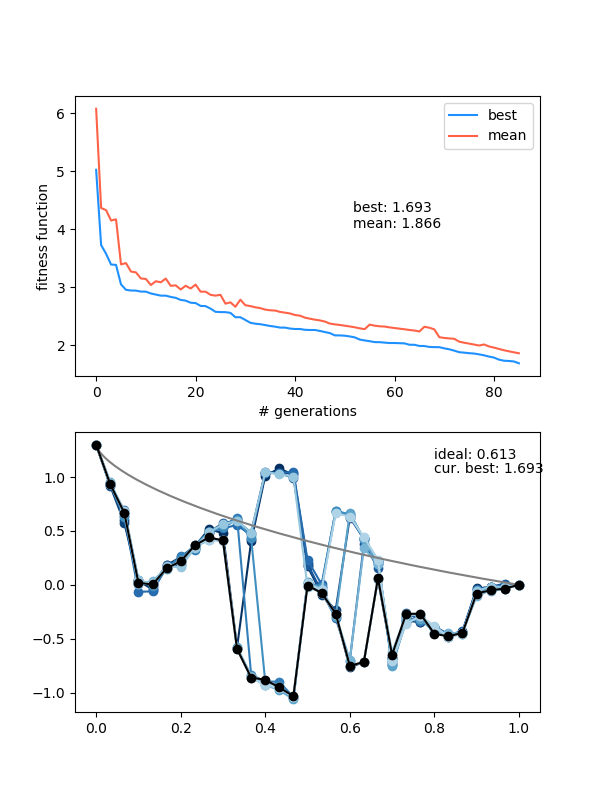 6
5
4
3
2
fitness function
best
mean
best: 1.693
mean: 1.866
0 20 40 60 80
# generations
1.0
0.5
0.0
−0.5
−1.0
ideal: 0.613
cur. best: 1.693
0.0 0.2 0.4 0.6 0.8 1.0